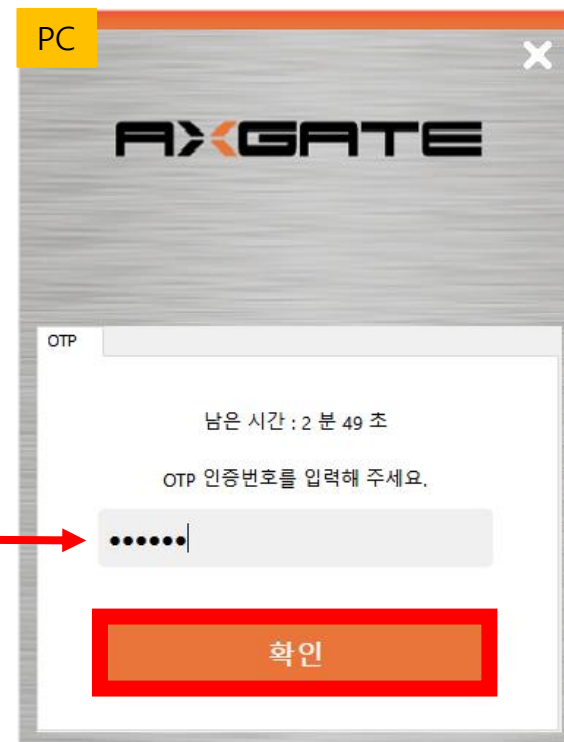 PC
AXGATE
OTP
남은 시간 : 2 분 49 초
OTP 인증번호를 입력해 주세요.
••••••
확인